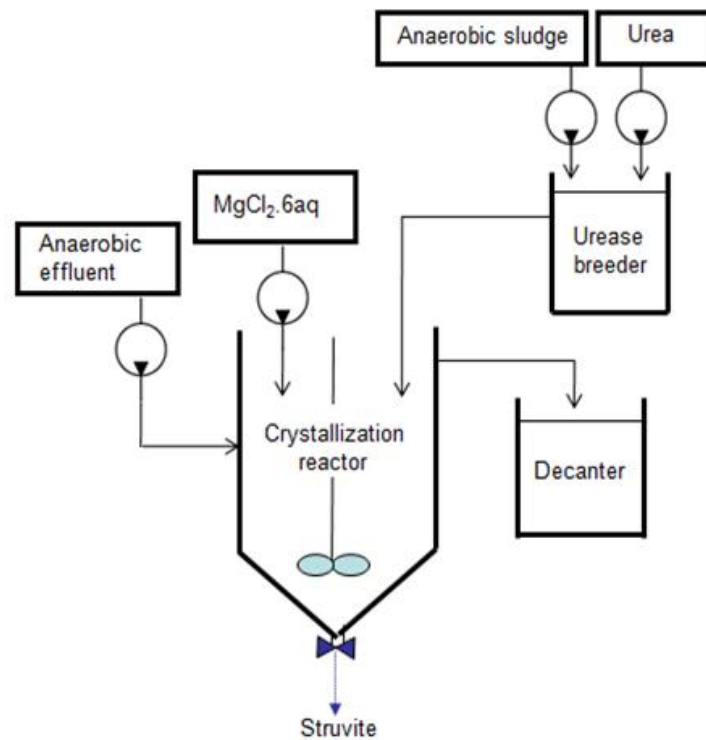 Anaerobic sludge
Urea
MgCl₂.6aq
Anaerobic
effluent
Urease
breeder
Crystallization
reactor
Decanter
Struvite